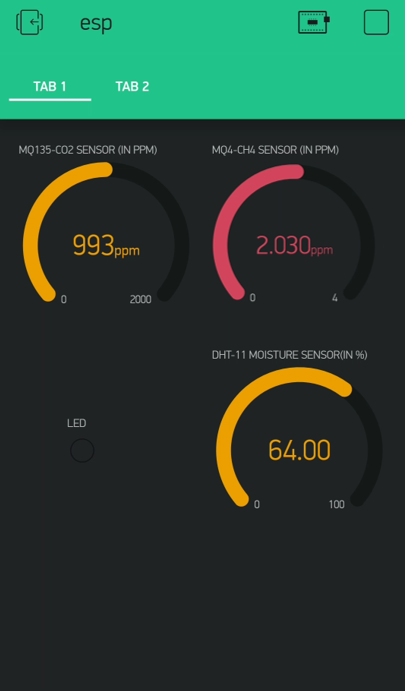 esp
TAB 1 TAB 2
MQ135-CO2 SENSOR (IN PPM) MQ4-CH4 SENSOR (IN PPM)
993ppm 2.030ppm
0 2000 0 4
DHT-11 MOISTURE SENSOR(IN %)
LED
64.00
0 100